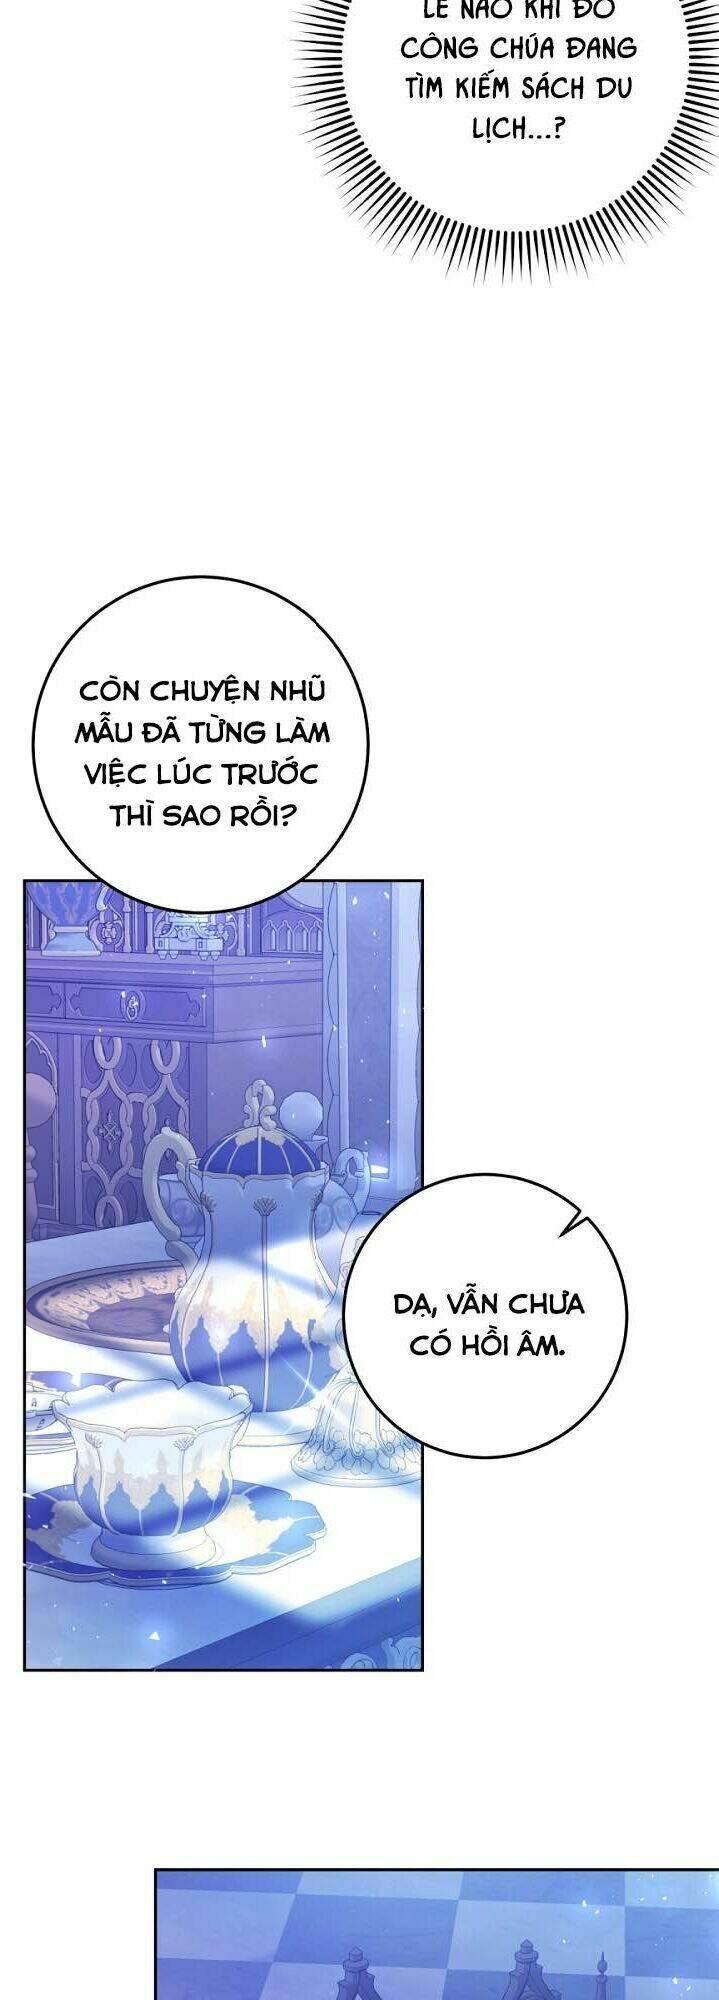 LẼ NÀO KHI ĐÓ
CÔNG CHÚA ĐANG
TÌM KIẾM SÁCH DU
LỊCH...?
CÒN CHUYỆN NHŨ
MẪU ĐÃ TỪNG LÀM
VIỆC LÚC TRƯỚC
THÌ SAO RỒI?
DẠ, VẪN CHƯA
CÓ HỒI ÂM.